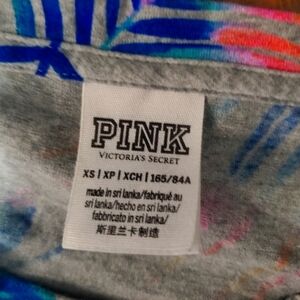 PINK
VICTORIA'S SECRET
XS | XP | XCH | 165/84A
made in sri lanka/fabriqué au
sri lanka/hecho en sri lanka/
fabbricato in sri lanka/
斯里兰卡制造